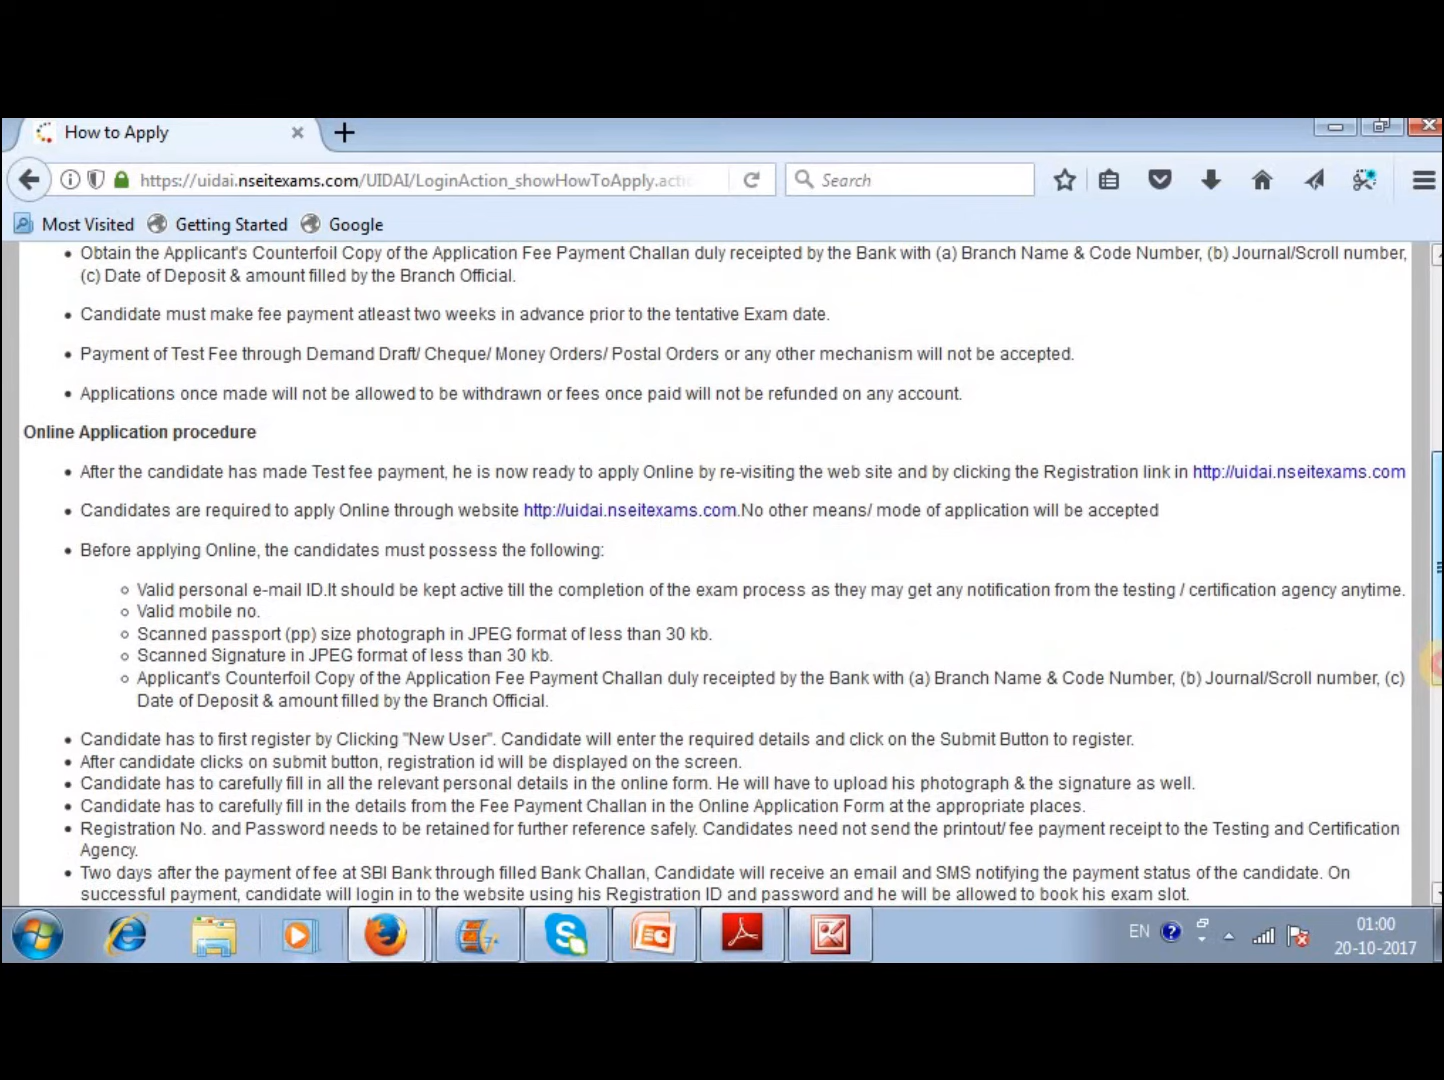 How to Apply
https://uidai.nseitexams.com/UIDAI/LoginAction_showHowToApply.acti
Search
Most Visited Getting Started Google
• Obtain the Applicant's Counterfoil Copy of the Application Fee Payment Challan duly receipted by the Bank with (a) Branch Name & Code Number, (b) Journal/Scroll number,
(c) Date of Deposit & amount filled by the Branch Official.
• Candidate must make fee payment atleast two weeks in advance prior to the tentative Exam date.
• Payment of Test Fee through Demand Draft/ Cheque/ Money Orders/ Postal Orders or any other mechanism will not be accepted.
• Applications once made will not be allowed to be withdrawn or fees once paid will not be refunded on any account.
Online Application procedure
• After the candidate has made Test fee payment, he is now ready to apply Online by re-visiting the web site and by clicking the Registration link in http://uidai.nseitexams.com
• Candidates are required to apply Online through website http://uidai.nseitexams.com.No other means/ mode of application will be accepted
• Before applying Online, the candidates must possess the following:
○ Valid personal e-mail ID.It should be kept active till the completion of the exam process as they may get any notification from the testing / certification agency anytime.
○ Valid mobile no.
○ Scanned passport (pp) size photograph in JPEG format of less than 30 kb.
○ Scanned Signature in JPEG format of less than 30 kb.
○ Applicant's Counterfoil Copy of the Application Fee Payment Challan duly receipted by the Bank with (a) Branch Name & Code Number, (b) Journal/Scroll number, (c)
Date of Deposit & amount filled by the Branch Official.
• Candidate has to first register by Clicking "New User". Candidate will enter the required details and click on the Submit Button to register.
• After candidate clicks on submit button, registration id will be displayed on the screen.
• Candidate has to carefully fill in all the relevant personal details in the online form. He will have to upload his photograph & the signature as well.
• Candidate has to carefully fill in the details from the Fee Payment Challan in the Online Application Form at the appropriate places.
• Registration No. and Password needs to be retained for further reference safely. Candidates need not send the printout/ fee payment receipt to the Testing and Certification
Agency.
• Two days after the payment of fee at SBI Bank through filled Bank Challan, Candidate will receive an email and SMS notifying the payment status of the candidate. On
successful payment, candidate will login in to the website using his Registration ID and password and he will be allowed to book his exam slot.
EN
01:00
20-10-2017